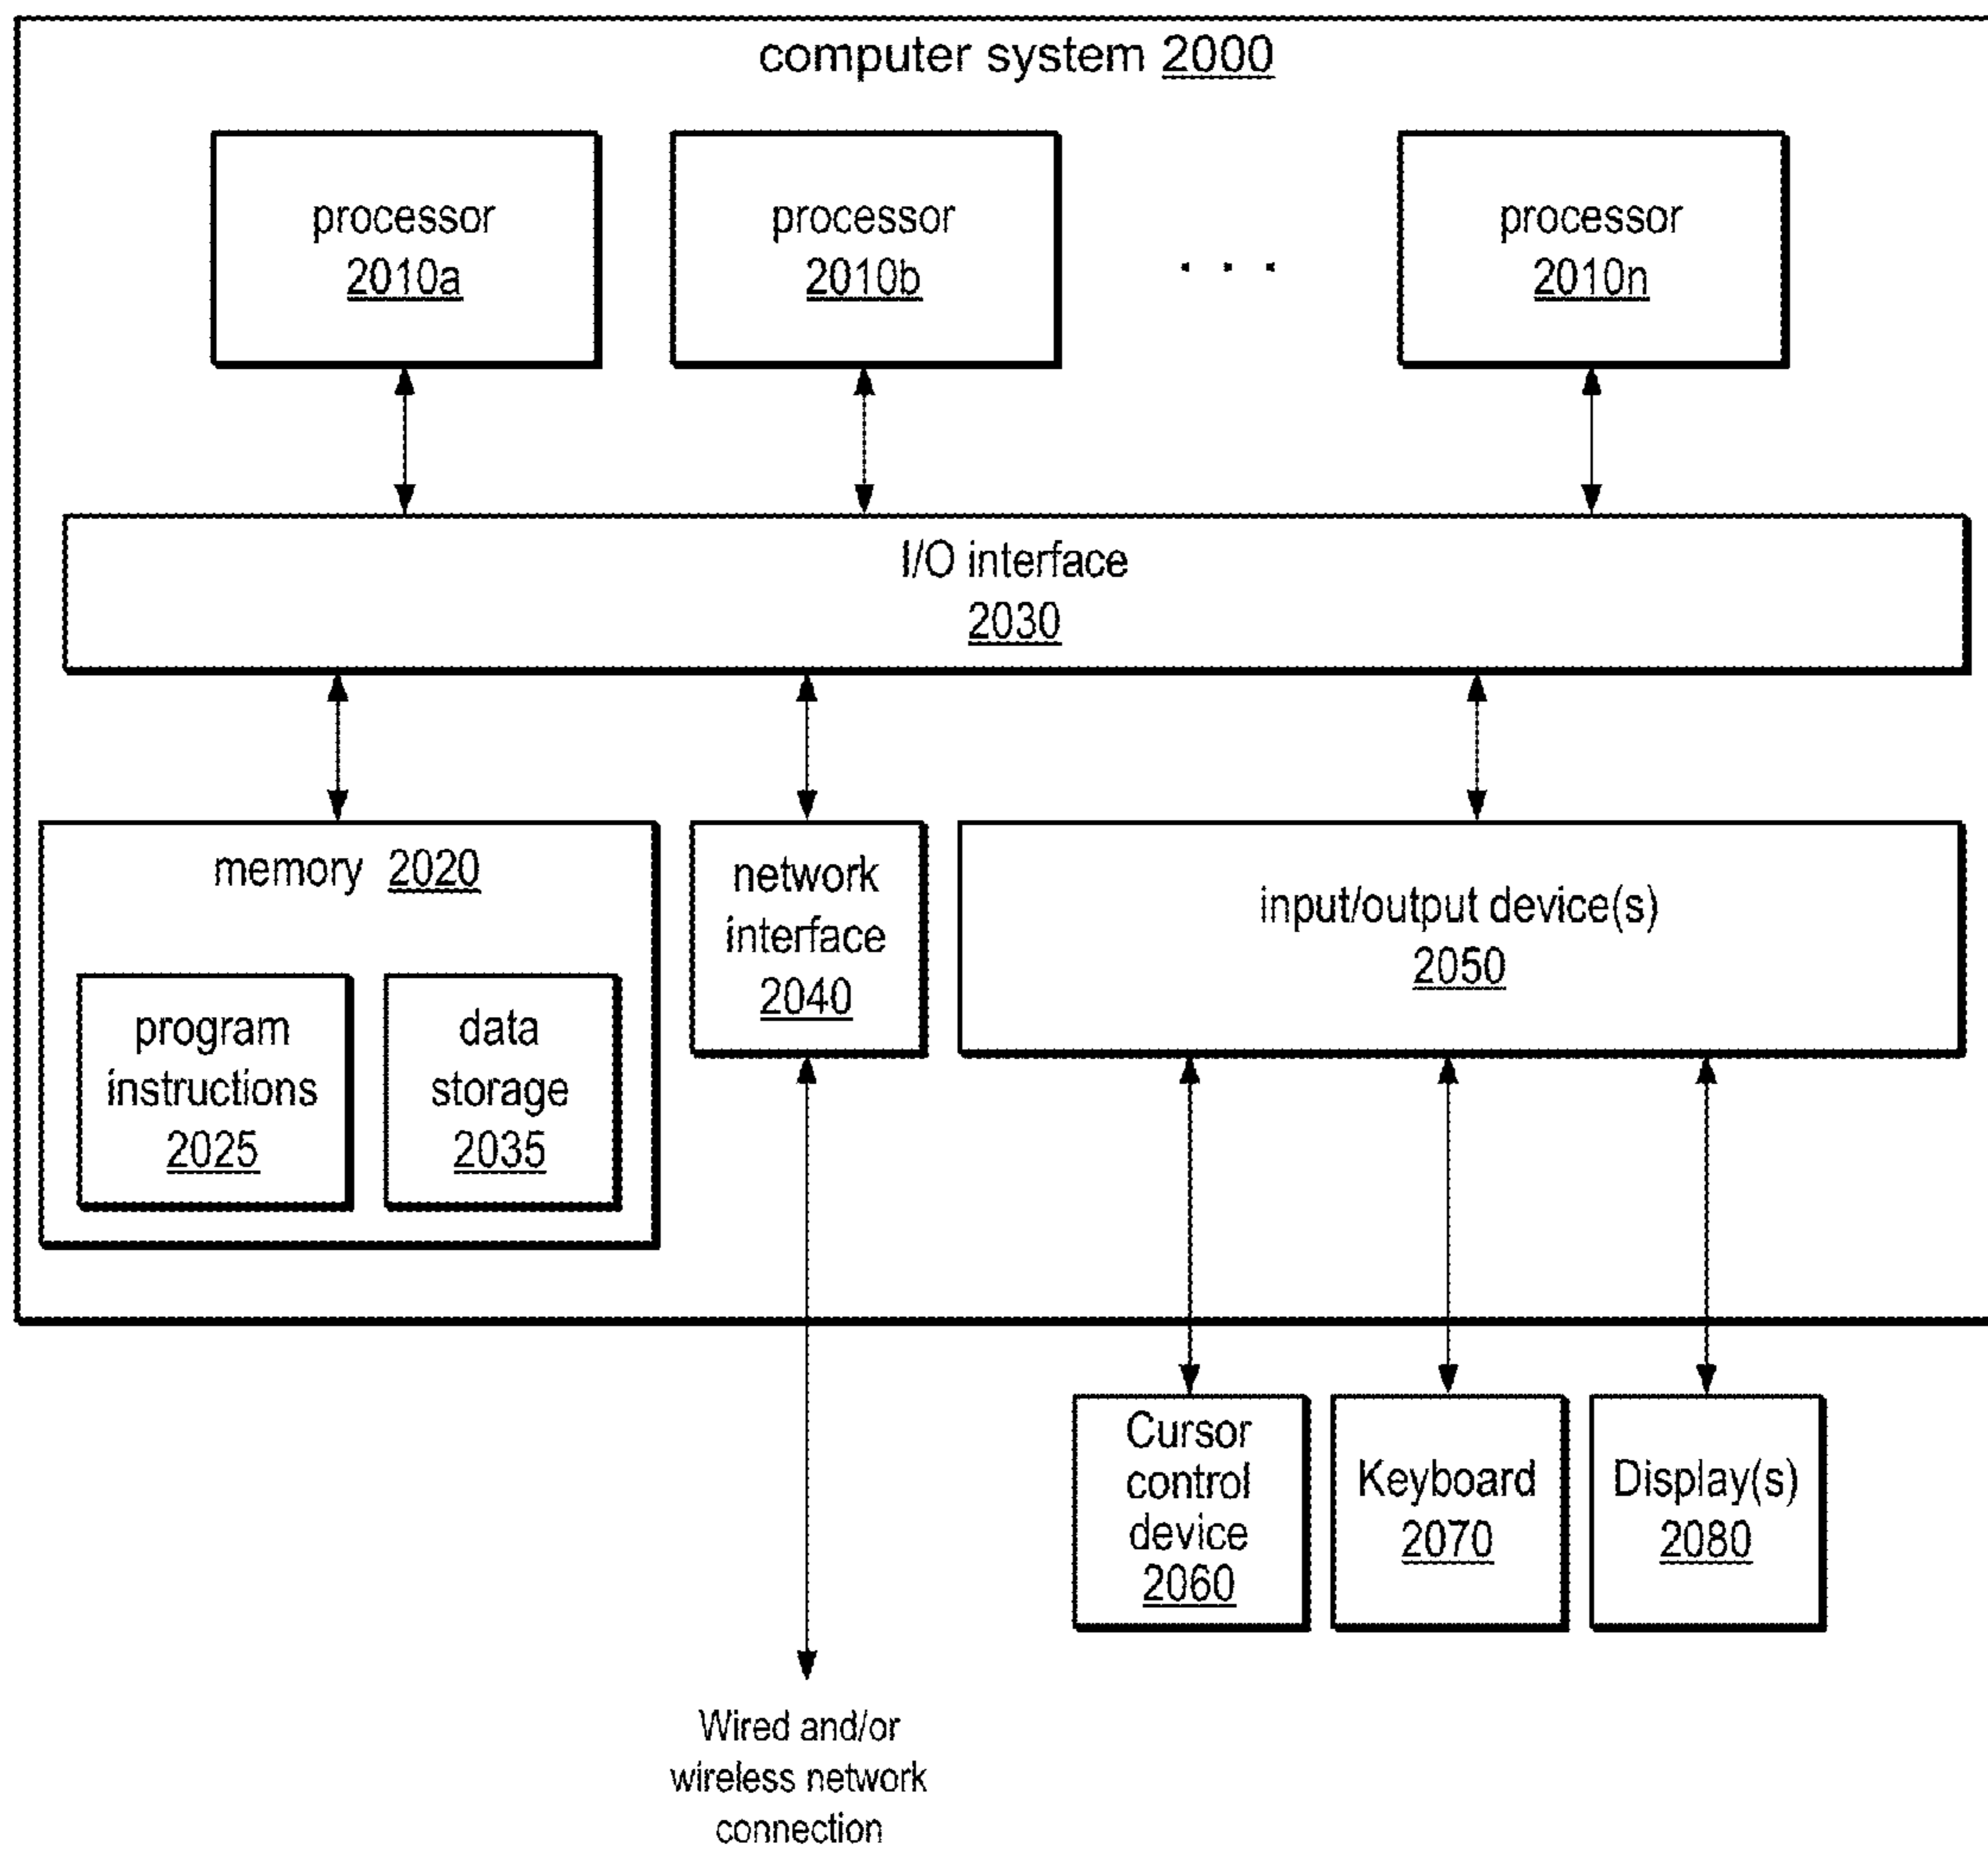 computer system 2000
processor
2010a
processor
2010b
. . .
processor
2010n
I/O interface
2030
memory 2020
program
instructions
2025
data
storage
2035
network
interface
2040
input/output device(s)
2050
Cursor
control
device
2060
Keyboard
2070
Display(s)
2080
Wired and/or
wireless network
connection